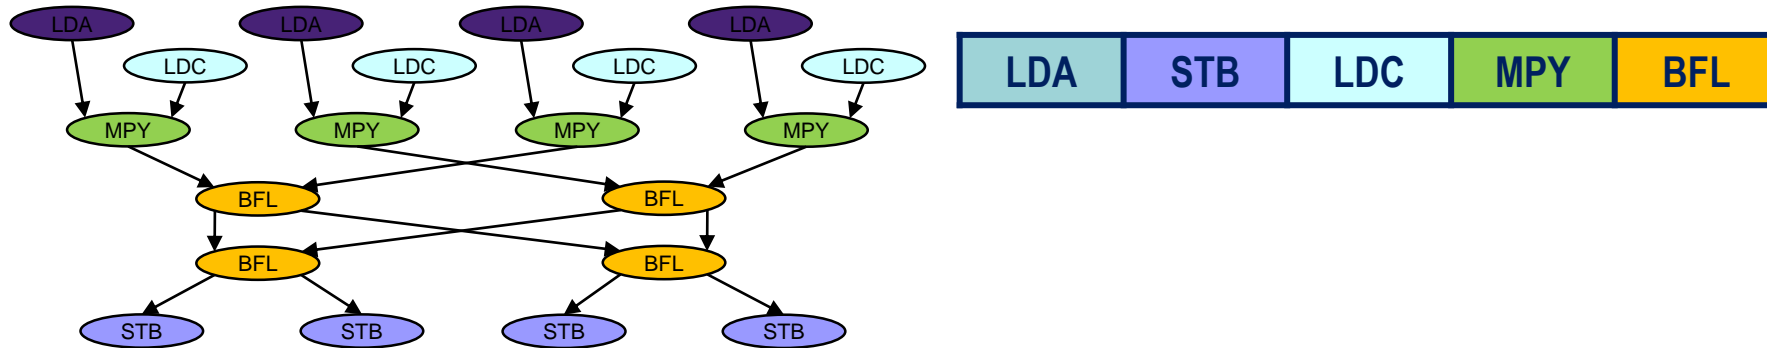 LDA LDA LDA LDA
LDC LDC LDC LDC
LDA STB LDC MPY BFL
MPY MPY MPY MPY
BFL BFL
BFL BFL
STB STB STB STB